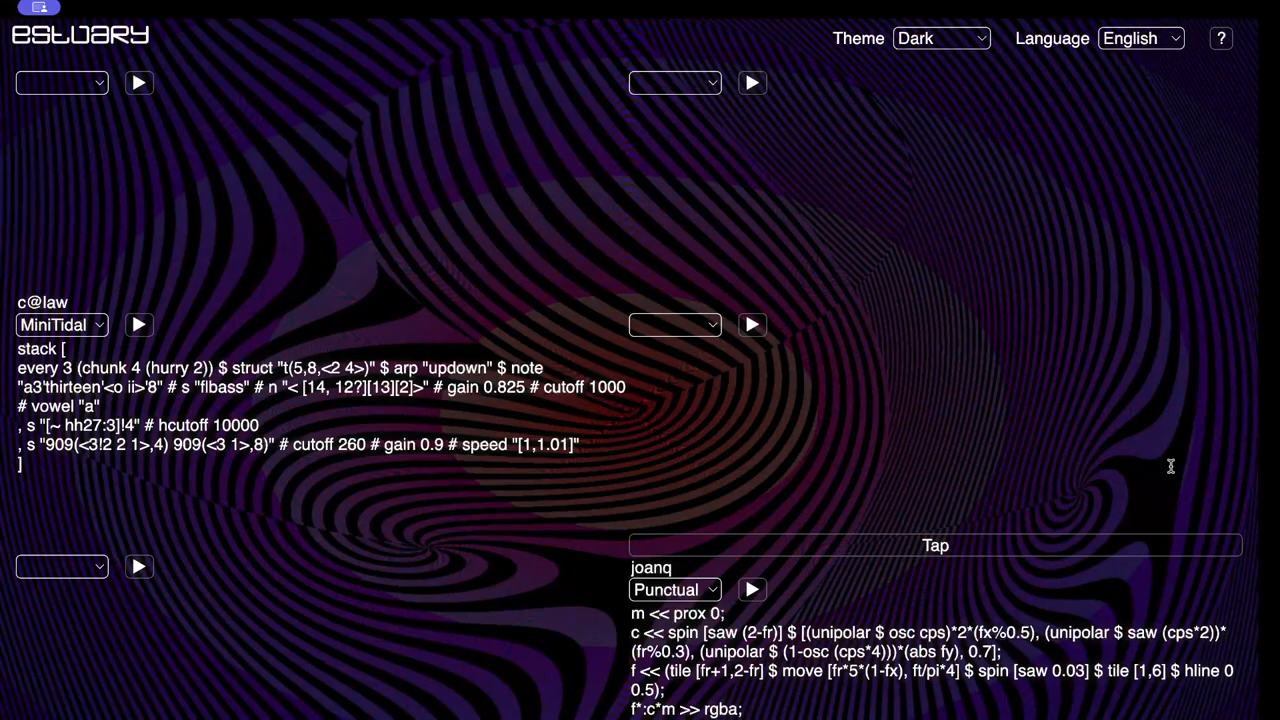 estuary
Theme Dark Language English ?
c@law
MiniTidal
stack [
every 3 (chunk 4 (hurry 2)) $ struct "t(5,8,<2 4>)" $ arp "updown" $ note
"a3'thirteen'<o ii>'8" # s "flbass" # n "< [14, 12?][13][2]>" # gain 0.825 # cutoff 1000
# vowel "a"
, s "[~ hh27:3]!4" # hcutoff 10000
, s "909(<3!2 2 1>,4) 909(<3 1>,8)" # cutoff 260 # gain 0.9 # speed "[1,1.01]"
]
Tap
joanq
Punctual
m << prox 0;
c << spin [saw (2-fr)] $ [(unipolar $ osc cps)*2*(fx%0.5), (unipolar $ saw (cps*2))*
(fr%0.3), (unipolar $ (1-osc (cps*4)))*(abs fy), 0.7];
f << (tile [fr+1,2-fr] $ move [fr*5*(1-fx), ft/pi*4] $ spin [saw 0.03] $ tile [1,6] $ hline 0
0.5);
f*:c*m >> rgba;